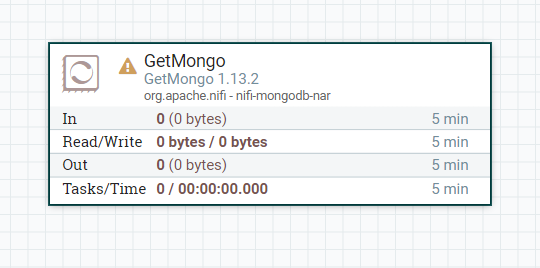 GetMongo
GetMongo 1.13.2
org.apache.nifi - nifi-mongodb-nar
In 0 (0 bytes) 5 min
Read/Write 0 bytes / 0 bytes 5 min
Out 0 (0 bytes) 5 min
Tasks/Time 0 / 00:00:00.000 5 min